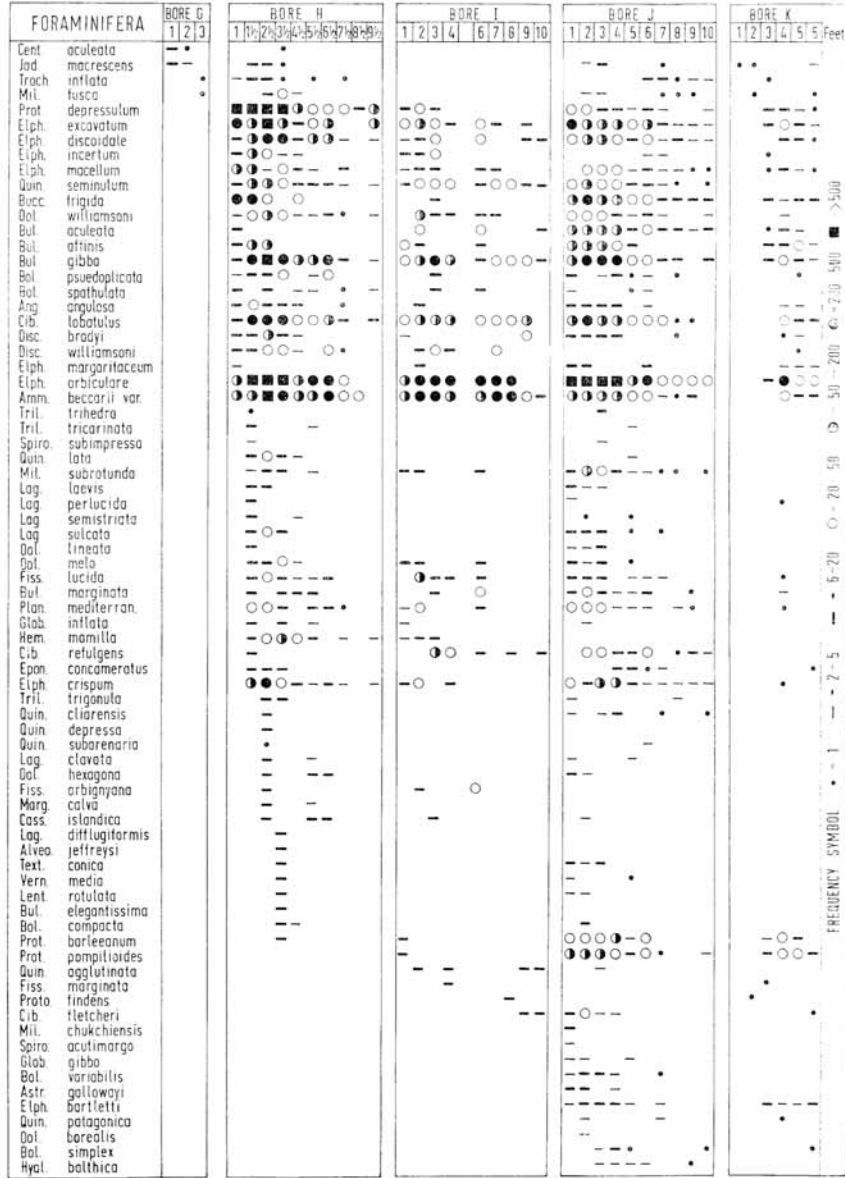 FORAMINIFERA
BORE G
1 2 3
BORE H
1 1½ 2½ 3½ 4½ 5½ 6½ 7½ 8½ 9½
BORE I
1 2 3 4 6 7 8 9 10
BORE J
1 2 3 4 5 6 7 8 9 10
BORE K
1 2 3 4 5 6 Feet
Cent. aculeata
Jad. macrescens
Troch. inflata
Mil. fusca
Prot. depressulum
Elph. excavatum
Elph. discoidale
Elph. incertum
Elph. macellum
Quin. seminulum
Bucc. frigida
Ool. williamsoni
Bul. aculeata
Bul. affinis
Bul. gibba
Bol. psuedoplicata
Bol. spathulata
Ang. angulosa
Cib. lobatulus
Disc. bradyi
Disc. williamsoni
Elph. margaritaceum
Elph. orbiculare
Amm. beccarii var.
Tril. trihedra
Tril. tricarinata
Spiro. subimpressa
Quin. lata
Mil. subrotunda
Lag. laevis
Lag. perlucida
Lag. semistriata
Lag. sulcata
Ool. lineata
Ool. melo
Fiss. lucida
Bul. marginata
Plan. mediterran.
Glob. inflata
Hem. mamilla
Cib. refulgens
Epon. concameratus
Elph. crispum
Tril. trigonula
Quin. cliarensis
Quin. depressa
Quin. subarenaria
Lag. clavata
Ool. hexagona
Fiss. orbignyana
Marg. calva
Cass. islandica
Lag. difflugiformis
Alveo. jeffreysi
Text. conica
Vern. media
Lent. rotulata
Bul. elegantissima
Bol. compacta
Prot. barleeanum
Prot. pompilioides
Quin. agglutinata
Fiss. marginata
Proto. findens
Cib. fletcheri
Mil. chukchiensis
Spiro. acutimargo
Glob. gibba
Bol. variabilis
Astr. gallowayi
Elph. bartletti
Quin. patagonica
Ool. borealis
Bol. simplex
Hyal. balthica
FREQUENCY SYMBOL • - 1 — - 2-5 — - 6-20 ○ - 20 50 ◑ - 50-200 - 200 500 ■ >500